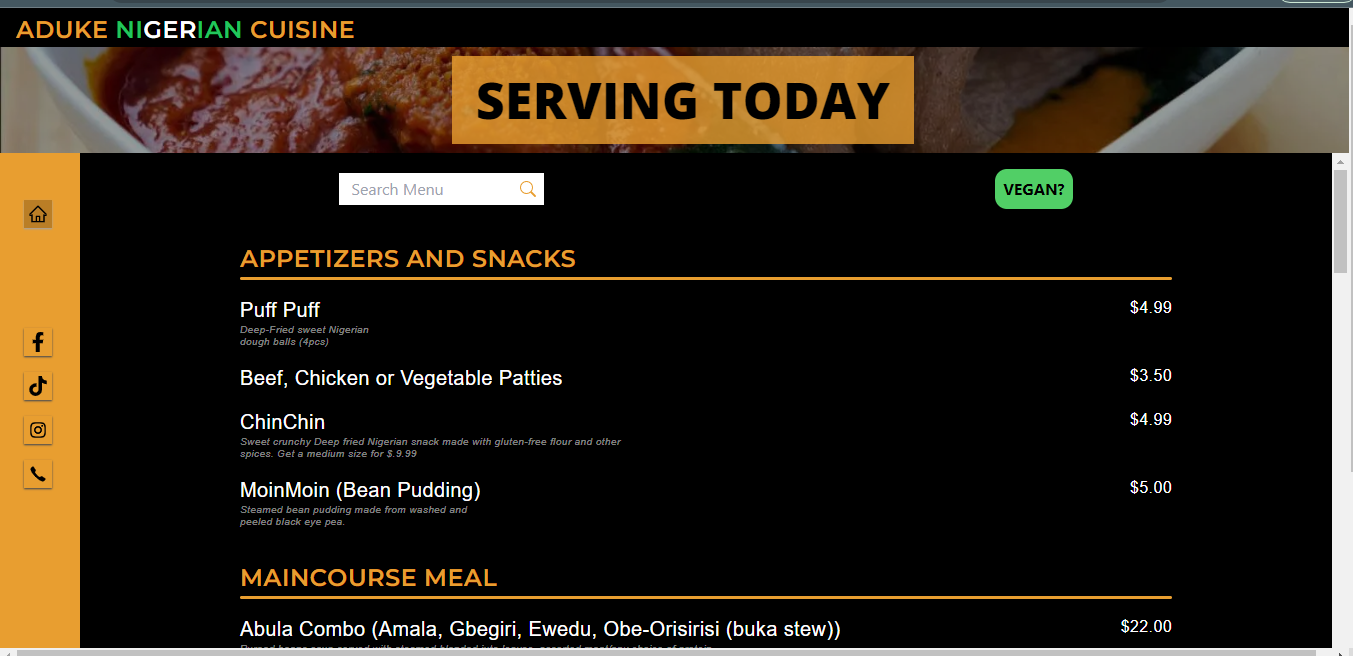 ADUKE NIGERIAN CUISINE
SERVING TODAY
Search Menu
VEGAN?
APPETIZERS AND SNACKS
Puff Puff $4.99
Deep-Fried sweet Nigerian
dough balls (4pcs)
Beef, Chicken or Vegetable Patties $3.50
ChinChin $4.99
Sweet crunchy Deep fried Nigerian snack made with gluten-free flour and other
spices. Get a medium size for $.9.99
MoinMoin (Bean Pudding) $5.00
Steamed bean pudding made from washed and
peeled black eye pea.
MAINCOURSE MEAL
Abula Combo (Amala, Gbegiri, Ewedu, Obe-Orisirisi (buka stew)) $22.00